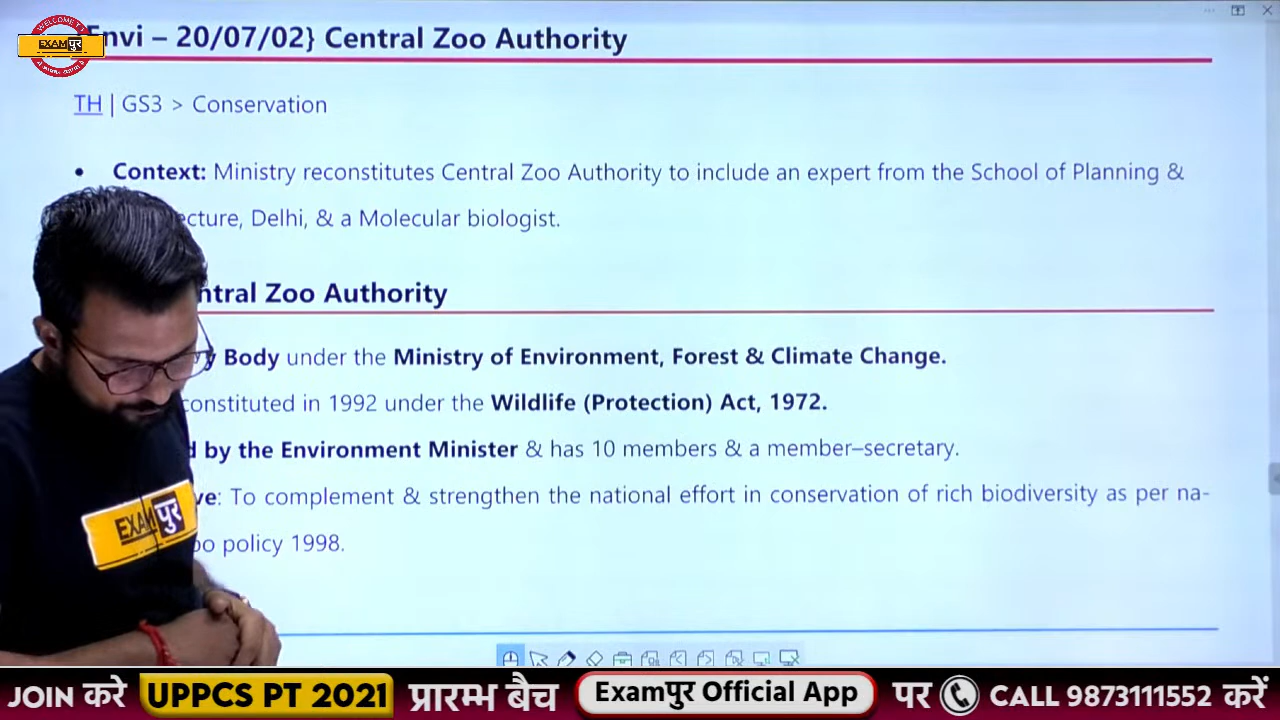 WELCOME T
EXAMपुर
Envi – 20/07/02} Central Zoo Authority
TH | GS3 > Conservation
• Context: Ministry reconstitutes Central Zoo Authority to include an expert from the School of Planning &
ecture, Delhi, & a Molecular biologist.
ntral Zoo Authority
y Body under the Ministry of Environment, Forest & Climate Change.
constituted in 1992 under the Wildlife (Protection) Act, 1972.
d by the Environment Minister & has 10 members & a member–secretary.
ve: To complement & strengthen the national effort in conservation of rich biodiversity as per na-
oo policy 1998.
EXAMपुर
JOIN करे UPPCS PT 2021 प्रारम्भ बैच Examपुर Official App पर CALL 9873111552 करें